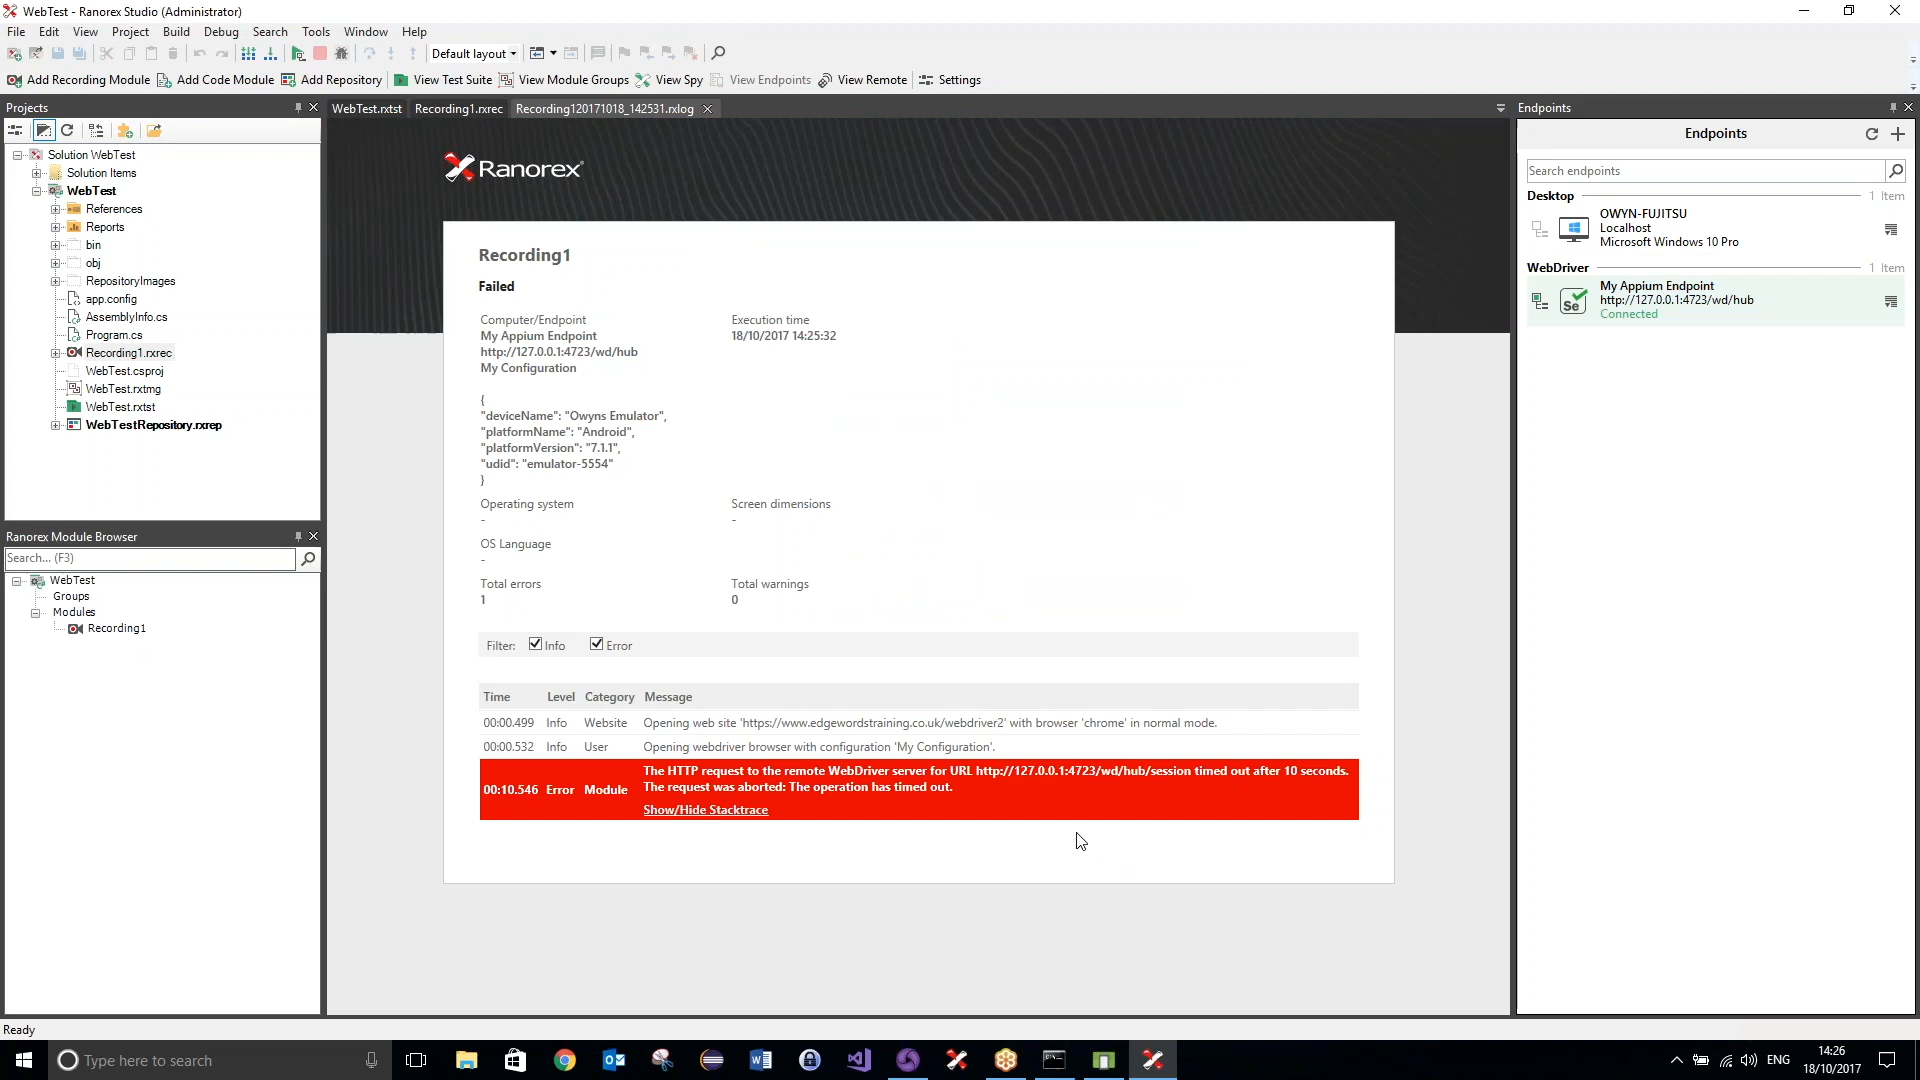 WebTest - Ranorex Studio (Administrator)
File Edit View Project Build Debug Search Tools Window Help
Default layout
Add Recording Module Add Code Module Add Repository View Test Suite View Module Groups View Spy View Endpoints View Remote Settings
Projects
Solution WebTest
Solution Items
WebTest
References
Reports
bin
obj
RepositoryImages
app.config
AssemblyInfo.cs
Program.cs
Recording1.rxrec
WebTest.csproj
WebTest.rxtmg
WebTest.rxtst
WebTestRepository.rxrep
Ranorex Module Browser
Search... (F3)
WebTest
Groups
Modules
Recording1
WebTest.rxtst Recording1.rxrec Recording120171018_142531.rxlog
Ranorex®
Recording1
Failed
Computer/Endpoint Execution time
My Appium Endpoint 18/10/2017 14:25:32
http://127.0.0.1:4723/wd/hub
My Configuration
{
"deviceName": "Owyns Emulator",
"platformName": "Android",
"platformVersion": "7.1.1",
"udid": "emulator-5554"
}
Operating system Screen dimensions
- -
OS Language
-
Total errors Total warnings
1 0
Filter: Info Error
Time Level Category Message
00:00.499 Info Website Opening web site 'https://www.edgewordstraining.co.uk/webdriver2' with browser 'chrome' in normal mode.
00:00.532 Info User Opening webdriver browser with configuration 'My Configuration'.
00:10.546 Error Module The HTTP request to the remote WebDriver server for URL http://127.0.0.1:4723/wd/hub/session timed out after 10 seconds.
The request was aborted: The operation has timed out.
Show/Hide Stacktrace
Endpoints
Endpoints
Search endpoints
Desktop 1 Item
OWYN-FUJITSU
Localhost
Microsoft Windows 10 Pro
WebDriver 1 Item
Se
My Appium Endpoint
http://127.0.0.1:4723/wd/hub
Connected
Ready
Type here to search
ENG
14:26
18/10/2017